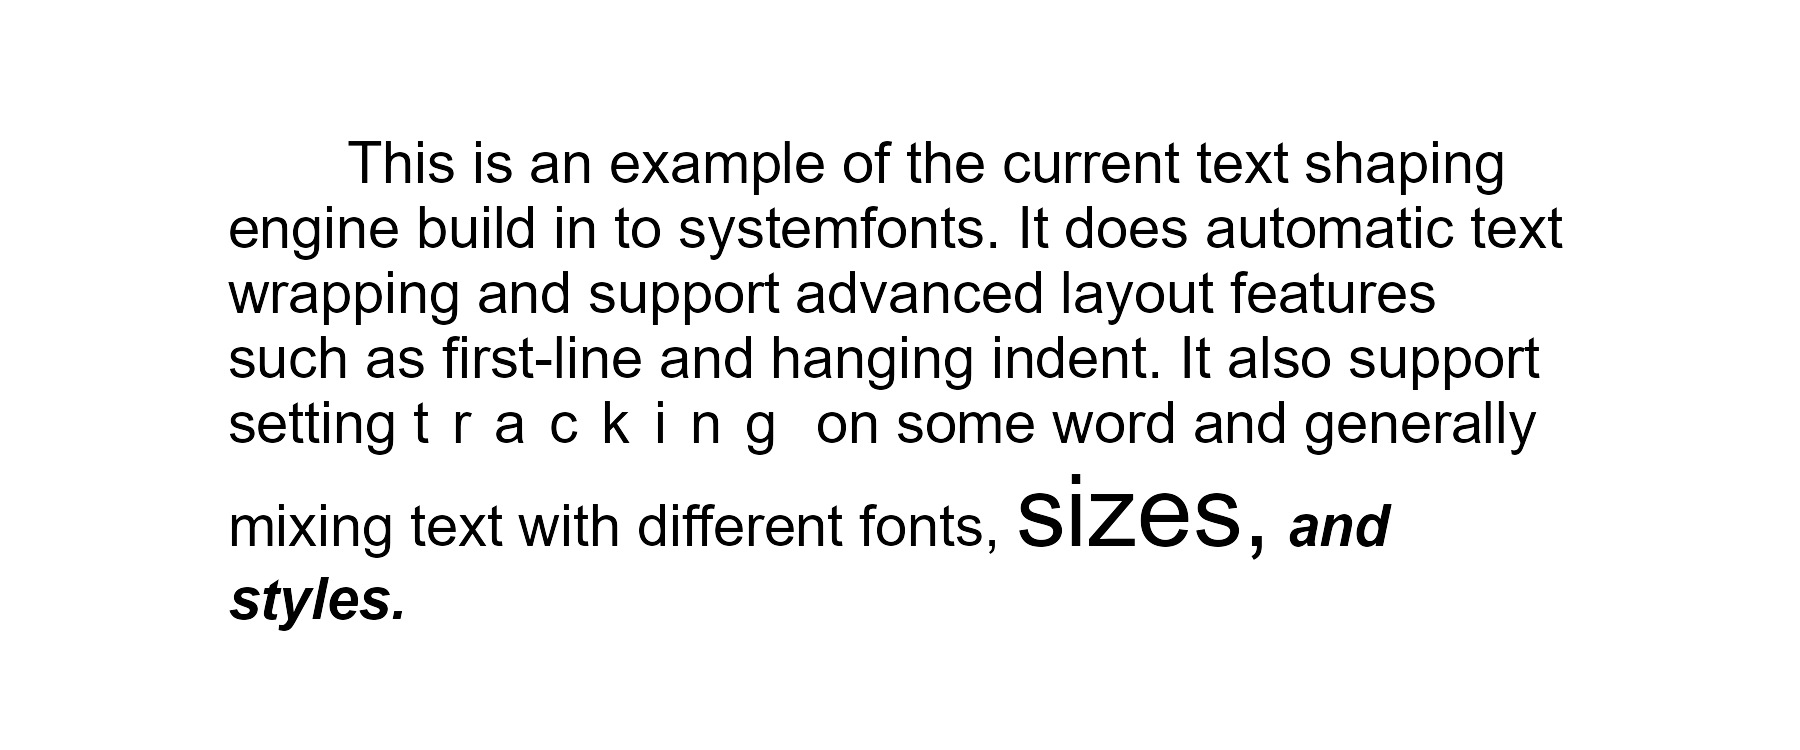 This is an example of the current text shaping
engine build in to systemfonts. It does automatic text
wrapping and support advanced layout features
such as first-line and hanging indent. It also support
setting t r a c k i n g on some word and generally
mixing text with different fonts, sizes, and
styles.